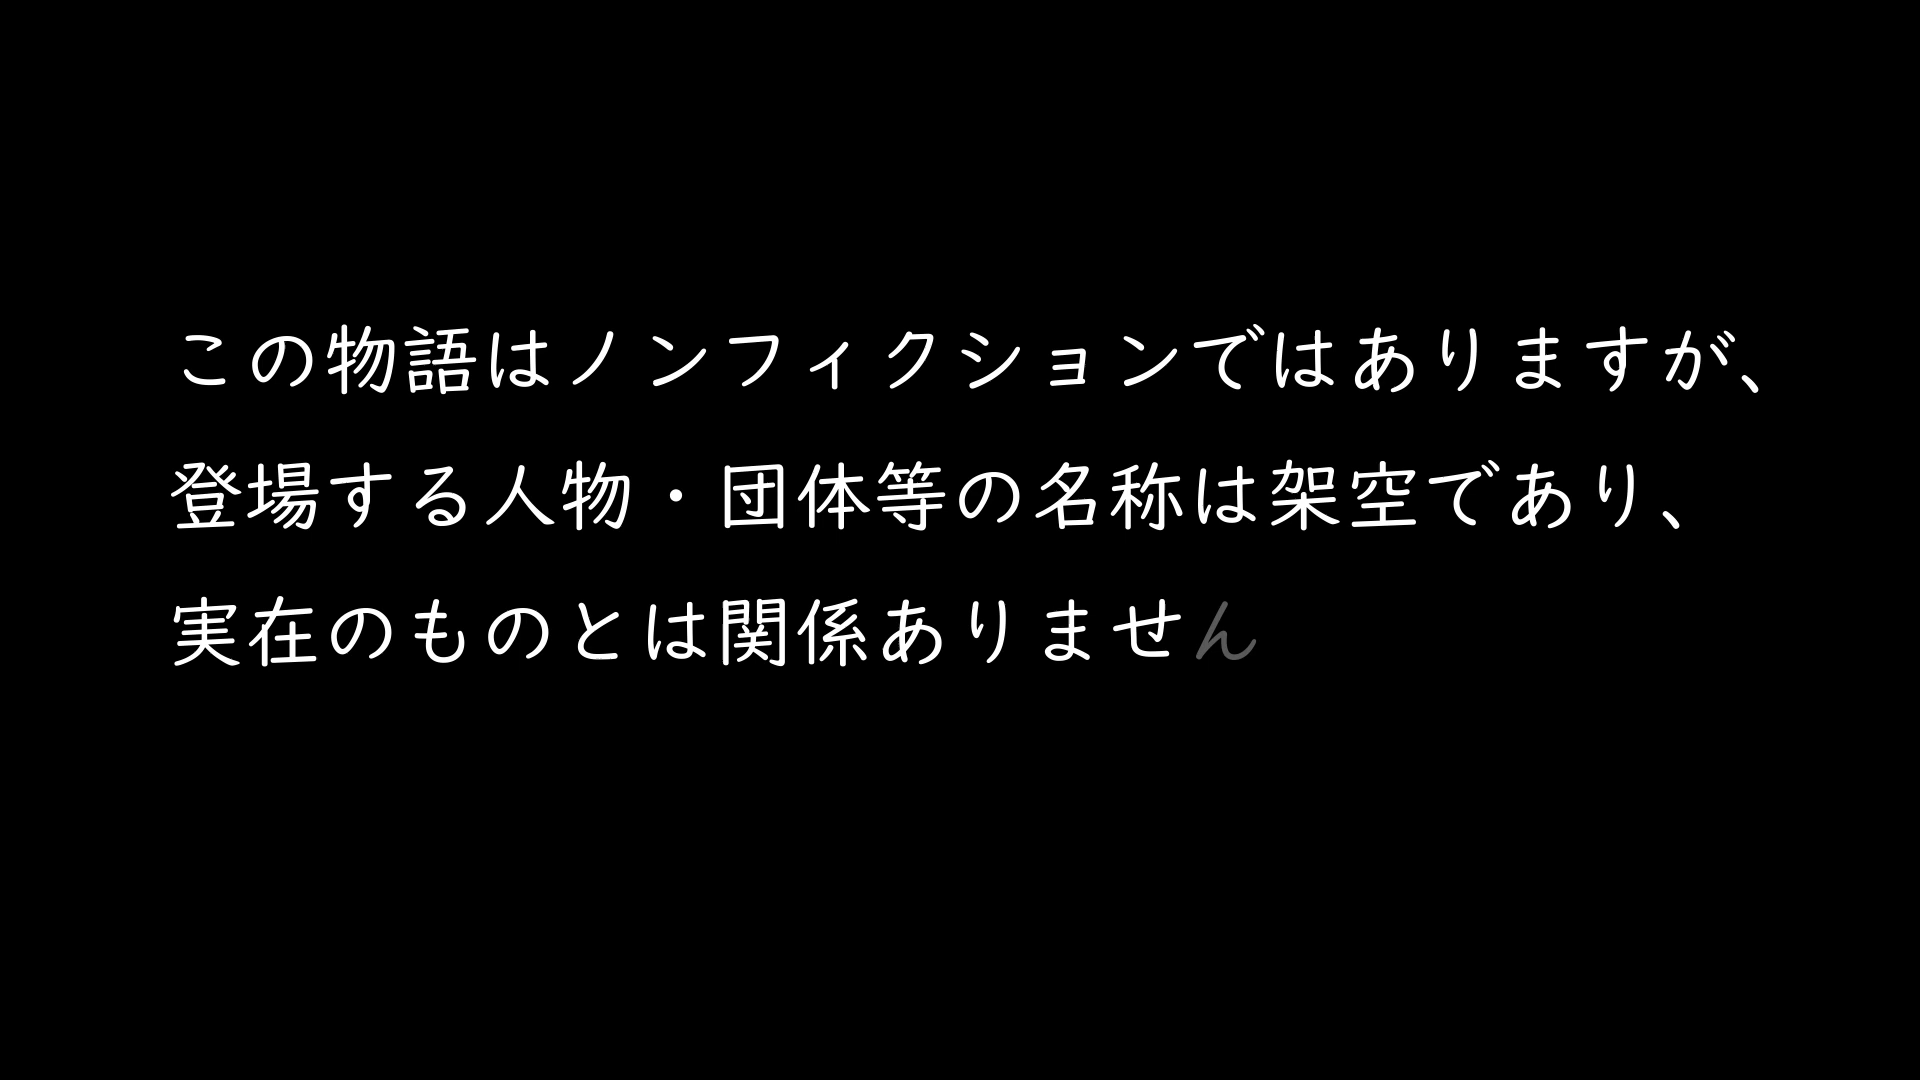 この物語はノンフィクションではありますが、
登場する人物・団体等の名称は架空であり、
実在のものとは関係ありません